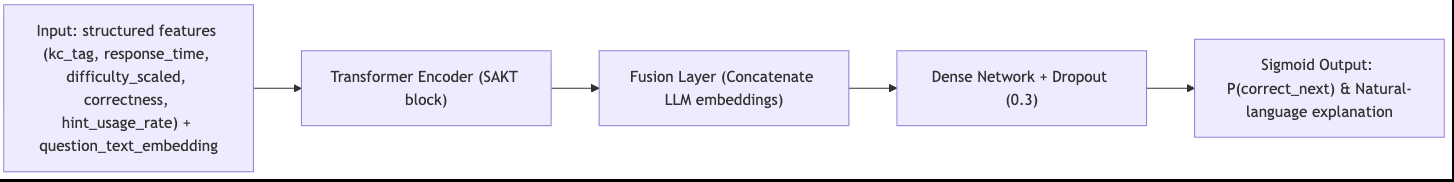 Input: structured features
(kc_tag, response_time,
difficulty_scaled,
correctness,
hint_usage_rate) +
question_text_embedding
Transformer Encoder (SAKT
block)
Fusion Layer (Concatenate
LLM embeddings)
Dense Network + Dropout
(0.3)
Sigmoid Output:
P(correct_next) & Natural-
language explanation